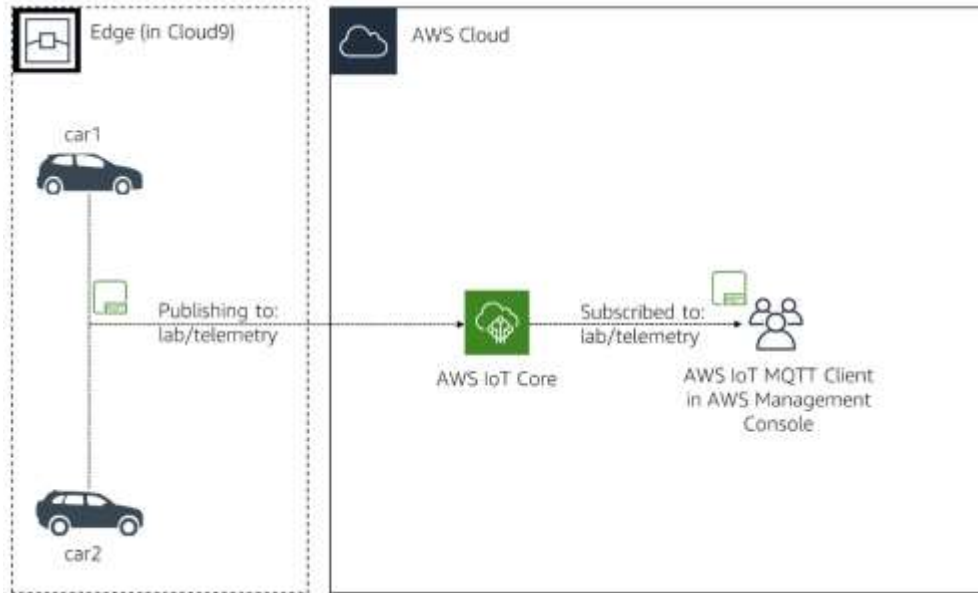 Edge (in Cloud9)
AWS Cloud
car1
Publishing to:
lab/telemetry
Subscribed to:
lab/telemetry
AWS IoT Core
AWS IoT MQTT Client
in AWS Management
Console
car2